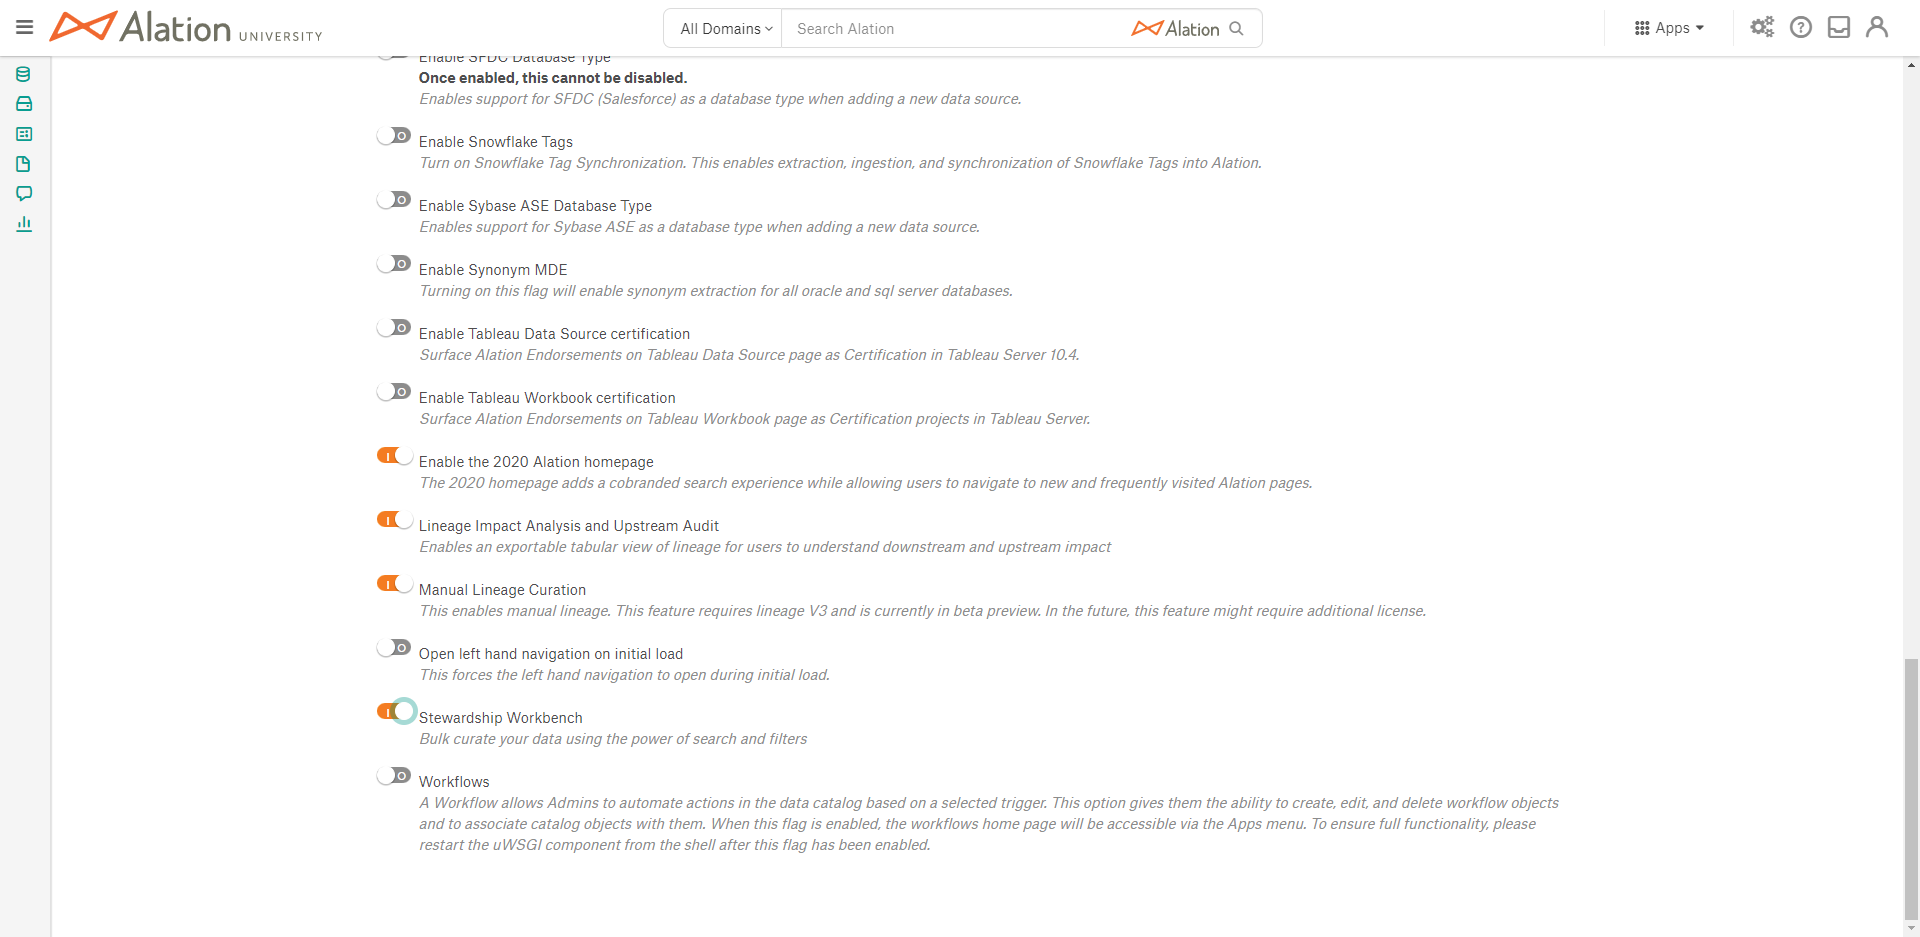 Alation UNIVERSITY
All Domains
Search Alation
Alation
Apps
Enable SFDC Database Type
Once enabled, this cannot be disabled.
Enables support for SFDC (Salesforce) as a database type when adding a new data source.
Enable Snowflake Tags
Turn on Snowflake Tag Synchronization. This enables extraction, ingestion, and synchronization of Snowflake Tags into Alation.
Enable Sybase ASE Database Type
Enables support for Sybase ASE as a database type when adding a new data source.
Enable Synonym MDE
Turning on this flag will enable synonym extraction for all oracle and sql server databases.
Enable Tableau Data Source certification
Surface Alation Endorsements on Tableau Data Source page as Certification in Tableau Server 10.4.
Enable Tableau Workbook certification
Surface Alation Endorsements on Tableau Workbook page as Certification projects in Tableau Server.
Enable the 2020 Alation homepage
The 2020 homepage adds a cobranded search experience while allowing users to navigate to new and frequently visited Alation pages.
Lineage Impact Analysis and Upstream Audit
Enables an exportable tabular view of lineage for users to understand downstream and upstream impact
Manual Lineage Curation
This enables manual lineage. This feature requires lineage V3 and is currently in beta preview. In the future, this feature might require additional license.
Open left hand navigation on initial load
This forces the left hand navigation to open during initial load.
Stewardship Workbench
Bulk curate your data using the power of search and filters
Workflows
A Workflow allows Admins to automate actions in the data catalog based on a selected trigger. This option gives them the ability to create, edit, and delete workflow objects
and to associate catalog objects with them. When this flag is enabled, the workflows home page will be accessible via the Apps menu. To ensure full functionality, please
restart the uWSGI component from the shell after this flag has been enabled.